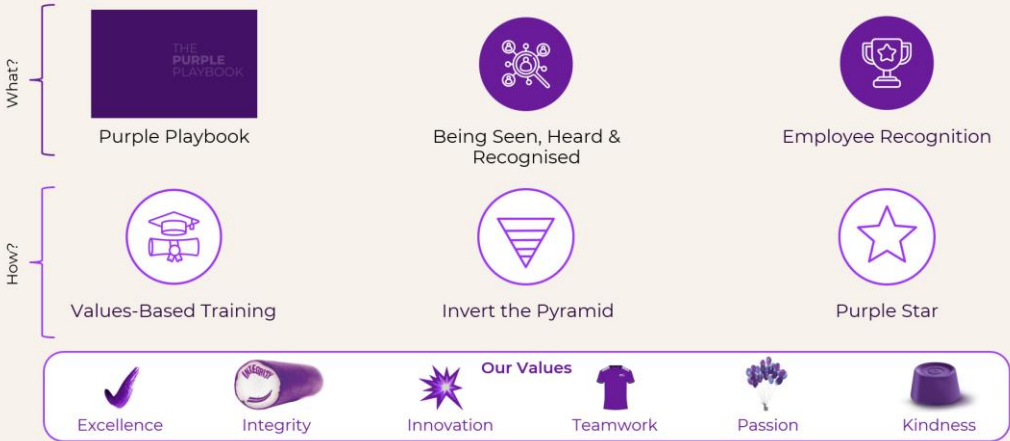 What?
THE
PURPLE
PLAYBOOK
Purple Playbook
Being Seen, Heard &
Recognised
Employee Recognition
How?
Values-Based Training
Invert the Pyramid
Purple Star
Our Values
INTEGRITY
Excellence
Integrity
Innovation
Teamwork
Passion
Kindness